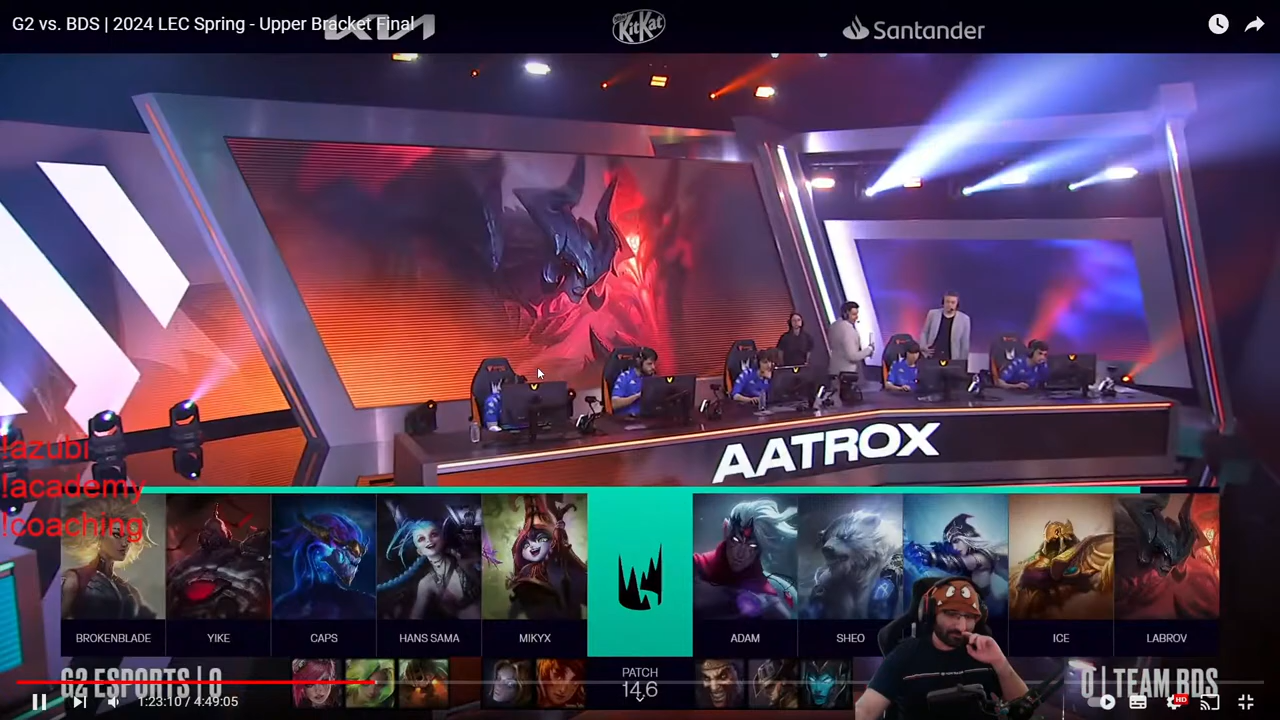 G2 vs. BDS | 2024 LEC Spring - Upper Bracket Final
KIA
KitKat
Santander
AATROX
!azubi
!academy
!coaching
BROKENBLADE
YIKE
CAPS
HANS SAMA
MIKYX
ADAM
SHEO
ICE
LABROV
G2 ESPORTS | 0
PATCH
14.6
0 | TEAM BDS
1:23:10 / 4:49:05
HD